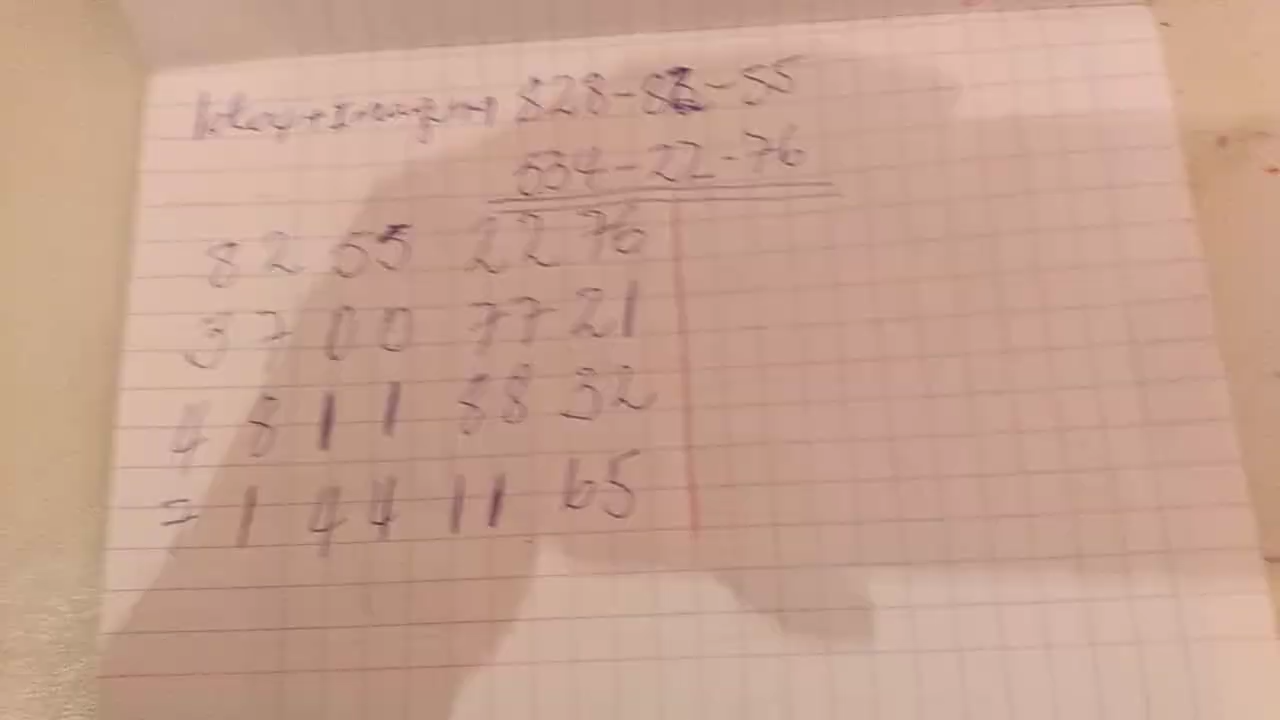 828-82-55
534-22-76
82 55 22 76
37 00 77 21
4 8 1 1 88 32
= 1 4 4 11 65